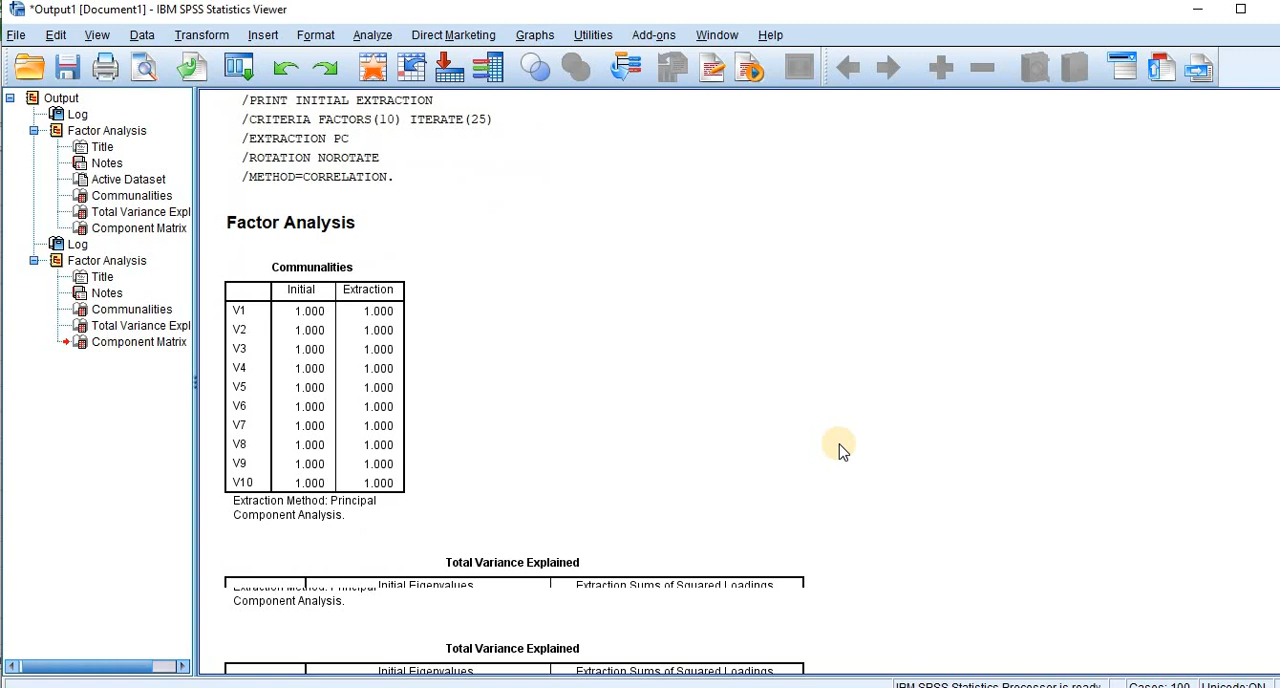 *Output1 [Document1] - IBM SPSS Statistics Viewer
File Edit View Data Transform Insert Format Analyze Direct Marketing Graphs Utilities Add-ons Window Help
Output
Log
Factor Analysis
Title
Notes
Active Dataset
Communalities
Total Variance Expl
Component Matrix
Log
Factor Analysis
Title
Notes
Communalities
Total Variance Expl
Component Matrix
/PRINT INITIAL EXTRACTION
/CRITERIA FACTORS(10) ITERATE(25)
/EXTRACTION PC
/ROTATION NOROTATE
/METHOD=CORRELATION.
Factor Analysis
Communalities
Initial Extraction
V1 1.000 1.000
V2 1.000 1.000
V3 1.000 1.000
V4 1.000 1.000
V5 1.000 1.000
V6 1.000 1.000
V7 1.000 1.000
V8 1.000 1.000
V9 1.000 1.000
V10 1.000 1.000
Extraction Method: Principal
Component Analysis.
Total Variance Explained
Initial Eigenvalues Extraction Sums of Squared Loadings
Extraction Method: Principal
Component Analysis.
Total Variance Explained
Initial Eigenvalues Extraction Sums of Squared Loadings
IBM SPSS Statistics Processor is ready Cases: 100 Unicode:ON